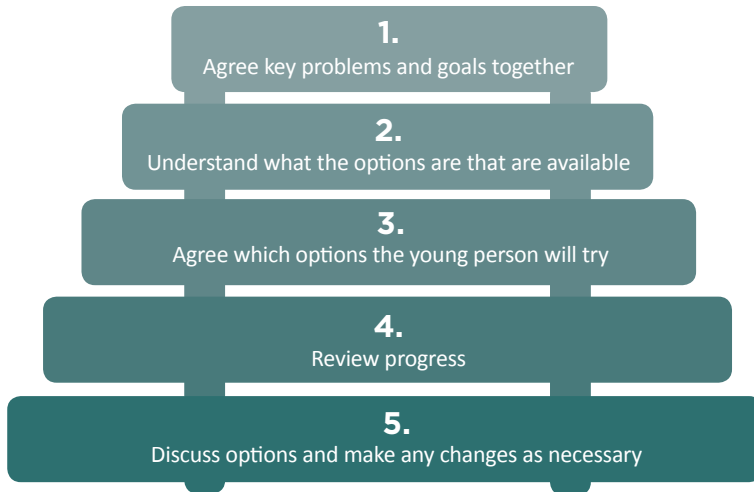 1.
Agree key problems and goals together
2.
Understand what the options are that are available
3.
Agree which options the young person will try
4.
Review progress
5.
Discuss options and make any changes as necessary